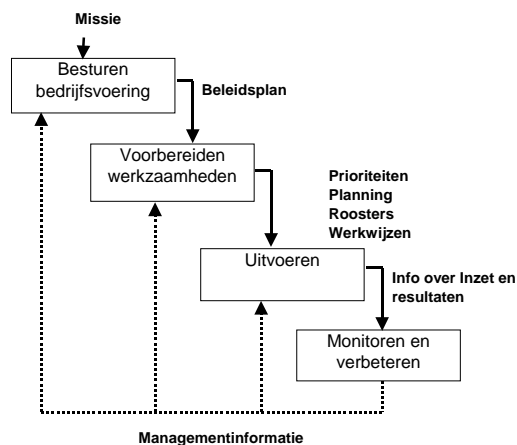 Missie
Besturen
bedrijfsvoering
Beleidsplan
Voorbereiden
werkzaamheden
Prioriteiten
Planning
Roosters
Werkwijzen
Uitvoeren
Info over Inzet en
resultaten
Monitoren en
verbeteren
Managementinformatie